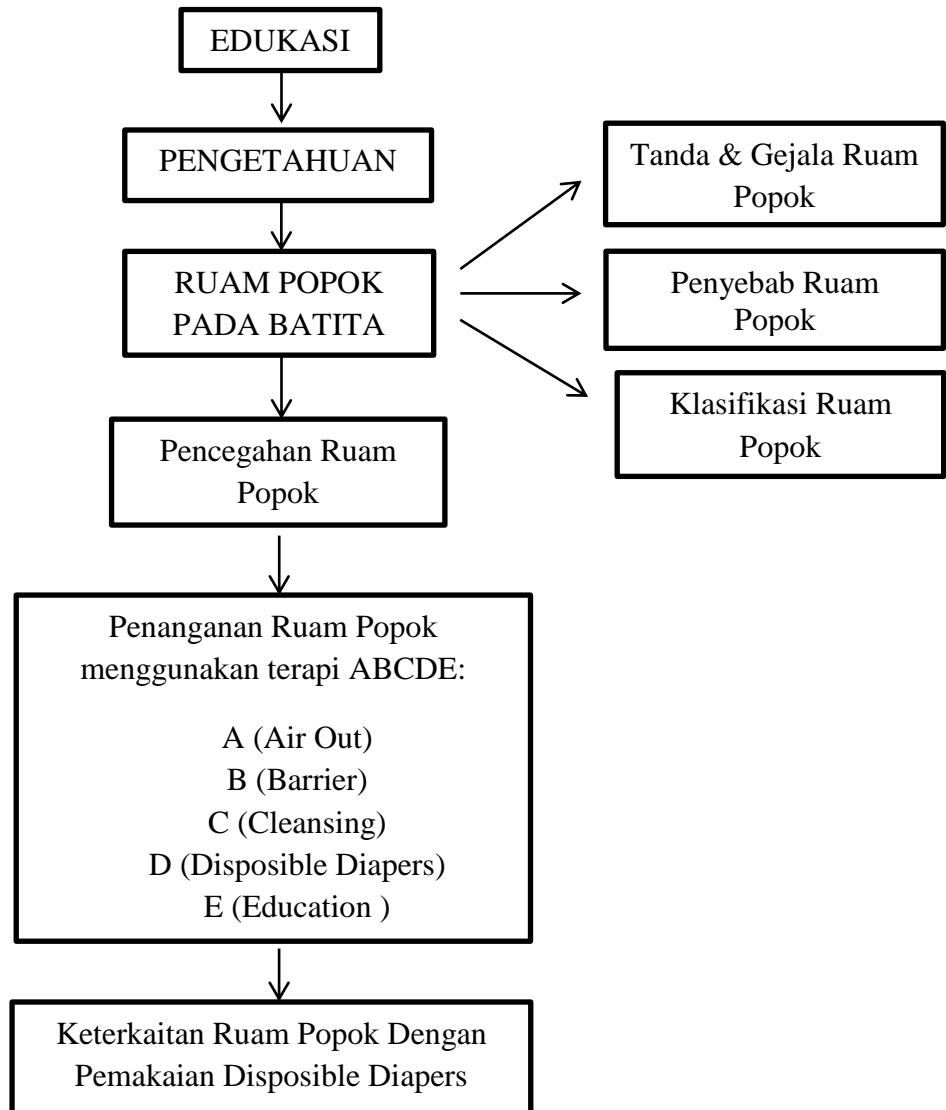 EDUKASI
PENGETAHUAN
RUAM POPOK
PADA BATITA
Tanda & Gejala Ruam
Popok
Penyebab Ruam
Popok
Klasifikasi Ruam
Popok
Pencegahan Ruam
Popok
Penanganan Ruam Popok
menggunakan terapi ABCDE:
A (Air Out)
B (Barrier)
C (Cleansing)
D (Disposible Diapers)
E (Education )
Keterkaitan Ruam Popok Dengan
Pemakaian Disposible Diapers